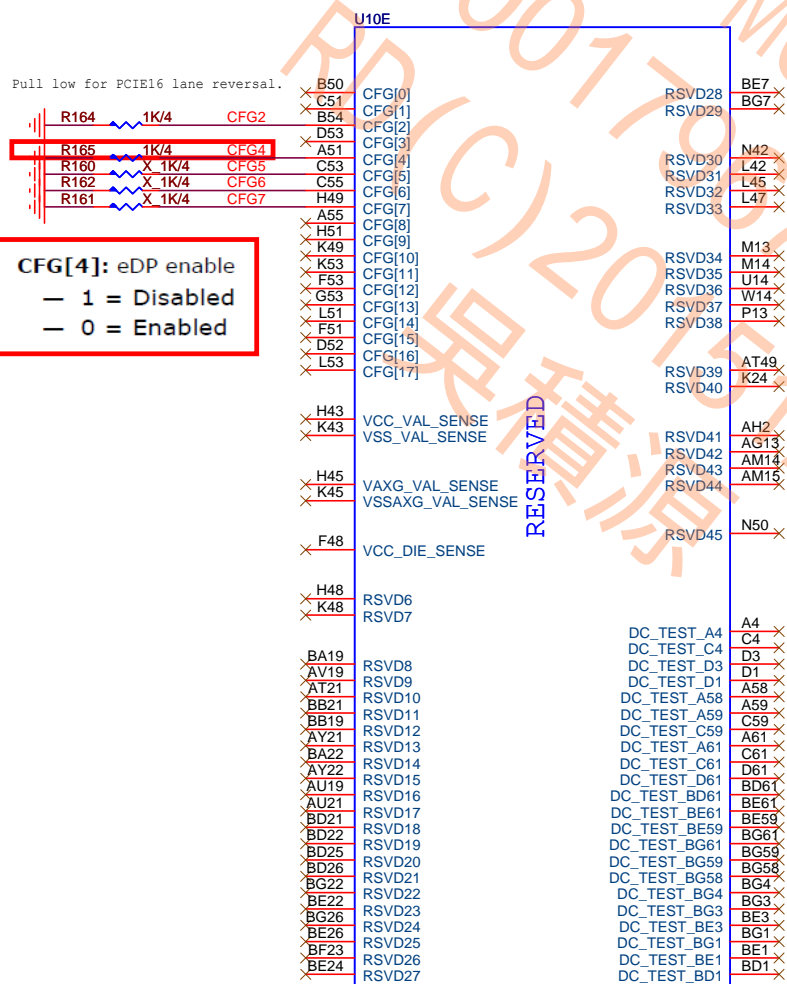 U10E
Pull low for PCIE16 lane reversal.
B50 CFG[0] RSVD28 BE7
C51 CFG[1] RSVD29 BG7
R164 1K/4 CFG2 B54 CFG[2]
D53 CFG[3]
R165 1K/4 CFG4 A51 CFG[4] RSVD30 N42
R160 X_1K/4 CFG5 C53 CFG[5] RSVD31 L42
R162 X_1K/4 CFG6 C55 CFG[6] RSVD32 L45
R161 X_1K/4 CFG7 H49 CFG[7] RSVD33 L47
A55 CFG[8]
H51 CFG[9]
K49 CFG[10] RSVD34 M13
K53 CFG[11] RSVD35 M14
F53 CFG[12] RSVD36 U14
G53 CFG[13] RSVD37 W14
L51 CFG[14] RSVD38 P13
F51 CFG[15]
D52 CFG[16]
L53 CFG[17] RSVD39 AT49
RSVD40 K24
CFG[4]: eDP enable
— 1 = Disabled
— 0 = Enabled
H43 VCC_VAL_SENSE RSVD41 AH2
K43 VSS_VAL_SENSE RSVD42 AG13
RSVD43 AM14
H45 VAXG_VAL_SENSE RSVD44 AM15
K45 VSSAXG_VAL_SENSE
RESERVED
F48 VCC_DIE_SENSE RSVD45 N50
H48 RSVD6
K48 RSVD7
DC_TEST_A4 A4
DC_TEST_C4 C4
BA19 RSVD8 DC_TEST_D3 D3
AV19 RSVD9 DC_TEST_D1 D1
AT21 RSVD10 DC_TEST_A58 A58
BB21 RSVD11 DC_TEST_A59 A59
BB19 RSVD12 DC_TEST_C59 C59
AY21 RSVD13 DC_TEST_A61 A61
BA22 RSVD14 DC_TEST_C61 C61
AY22 RSVD15 DC_TEST_D61 D61
AU19 RSVD16 DC_TEST_BD61 BD61
AU21 RSVD17 DC_TEST_BE61 BE61
BD21 RSVD18 DC_TEST_BE59 BE59
BD22 RSVD19 DC_TEST_BG61 BG61
BD25 RSVD20 DC_TEST_BG59 BG59
BD26 RSVD21 DC_TEST_BG58 BG58
BG22 RSVD22 DC_TEST_BG4 BG4
BE22 RSVD23 DC_TEST_BG3 BG3
BG26 RSVD24 DC_TEST_BE3 BE3
BE26 RSVD25 DC_TEST_BG1 BG1
BF23 RSVD26 DC_TEST_BE1 BE1
BE24 RSVD27 DC_TEST_BD1 BD1
RD(C)2015
吳積源